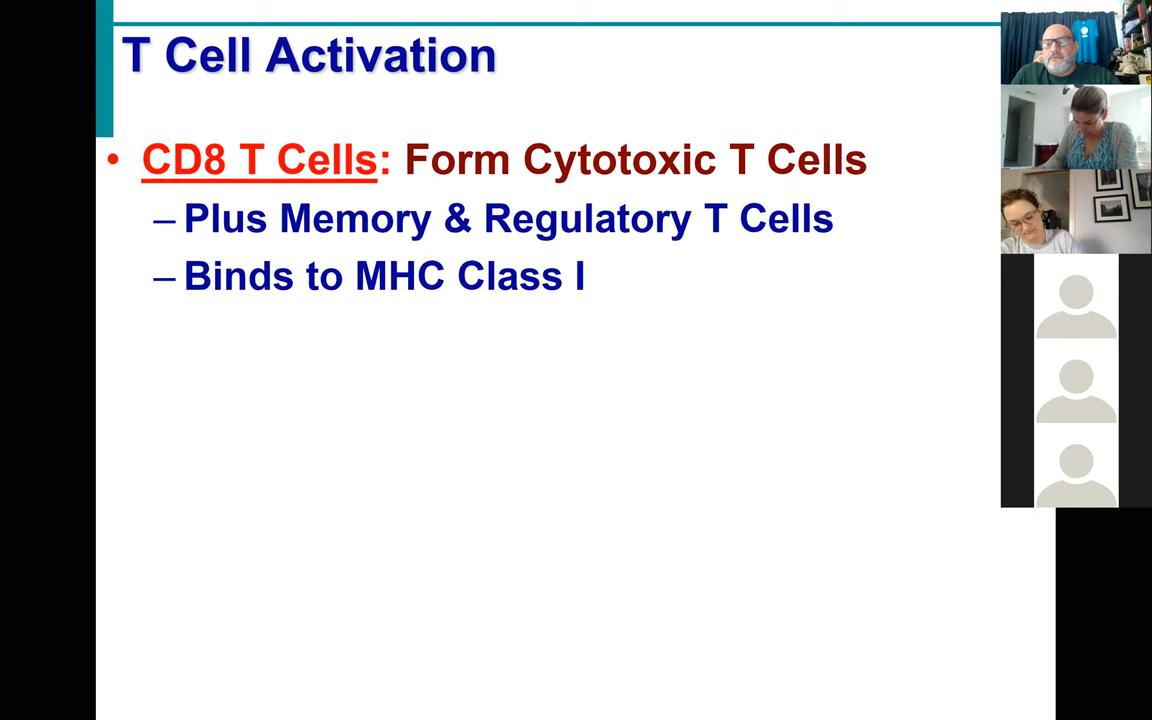 T Cell Activation
• CD8 T Cells: Form Cytotoxic T Cells
– Plus Memory & Regulatory T Cells
– Binds to MHC Class I